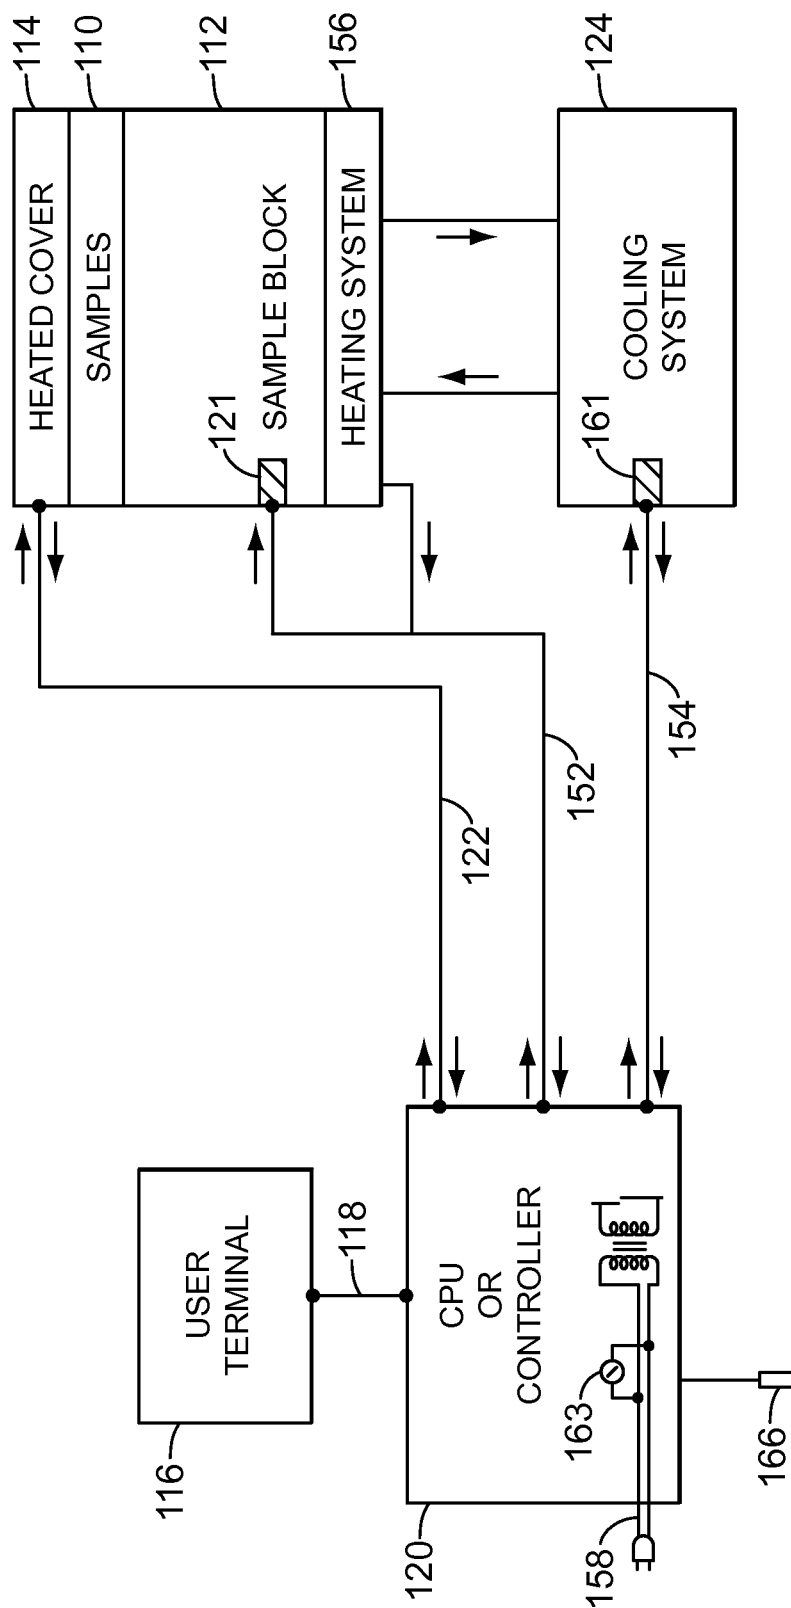 114
110
112
156
124
HEATED COVER
SAMPLES
SAMPLE BLOCK
HEATING SYSTEM
COOLING
SYSTEM
121
161
122
152
154
USER
TERMINAL
118
116
CPU
OR
CONTROLLER
163
120
158
166